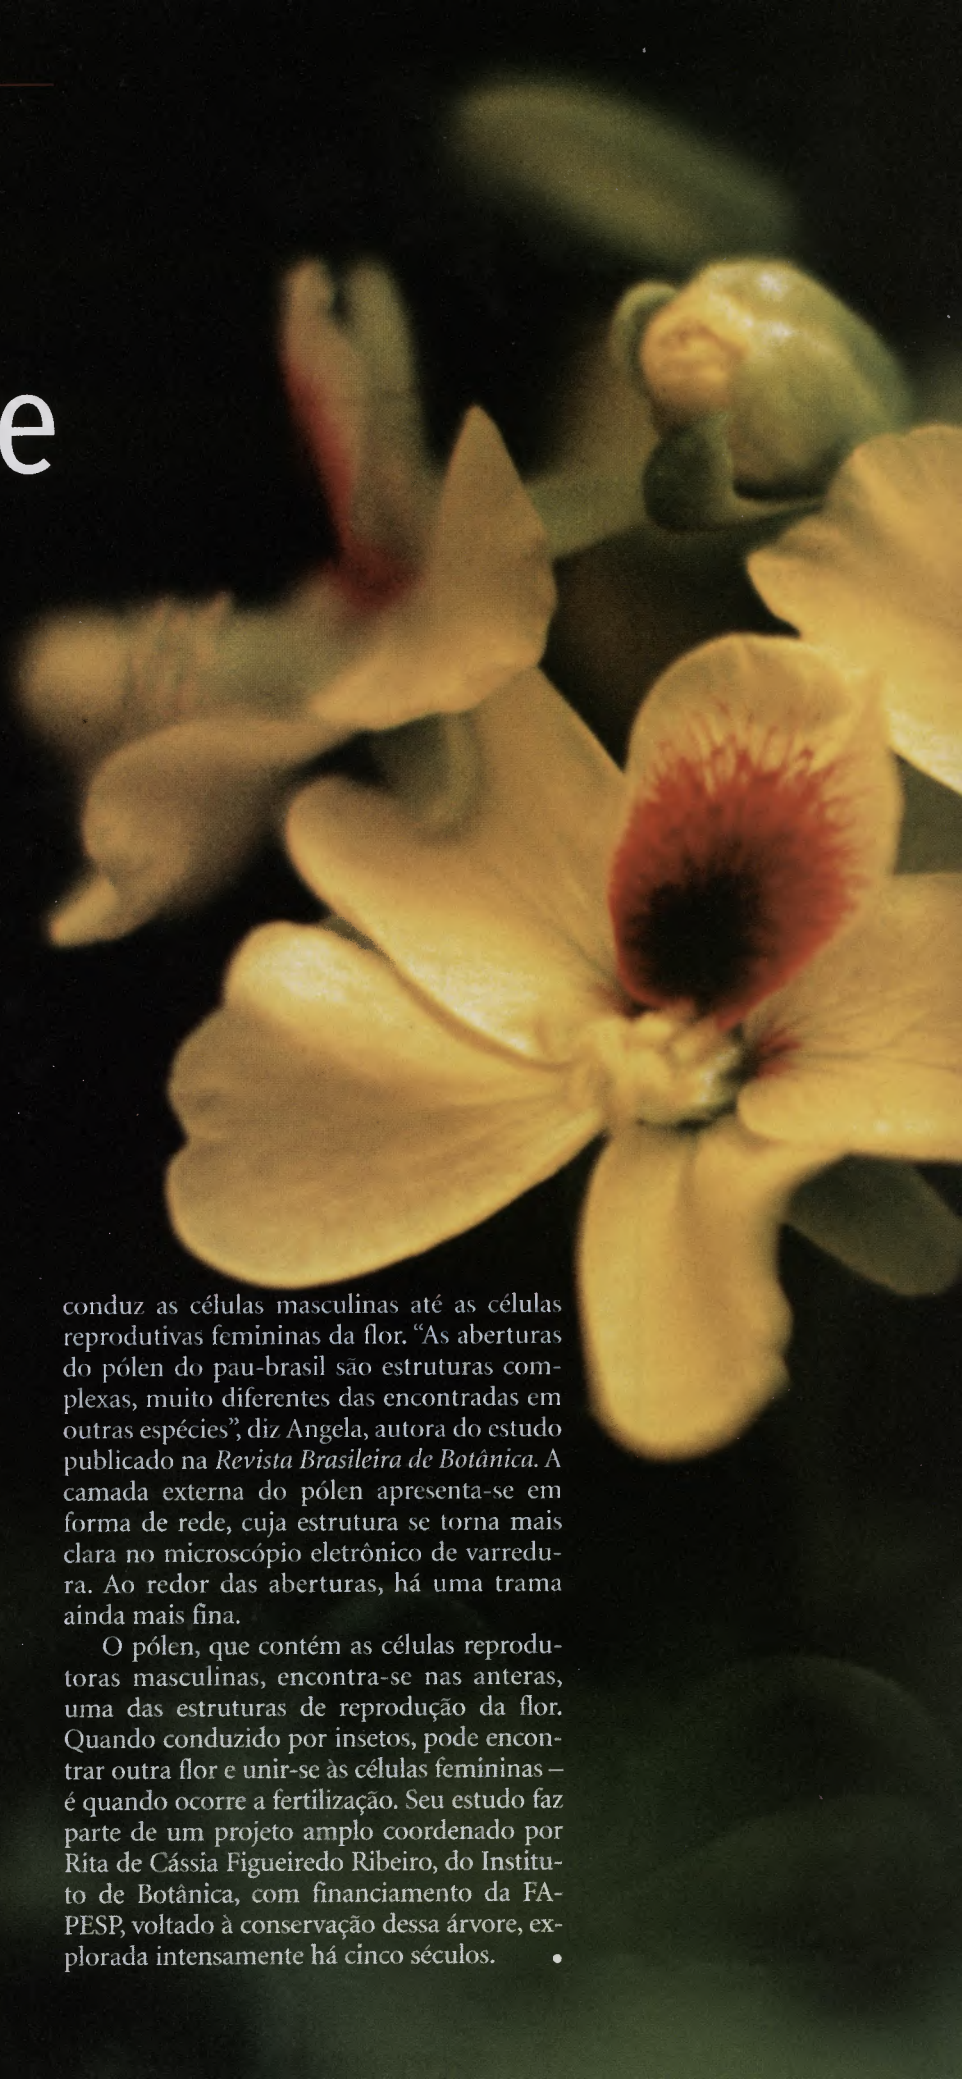 e
conduz as células masculinas até as células
reprodutivas femininas da flor. “As aberturas
do pólen do pau-brasil são estruturas com-
plexas, muito diferentes das encontradas em
outras espécies”, diz Angela, autora do estudo
publicado na Revista Brasileira de Botânica. A
camada externa do pólen apresenta-se em
forma de rede, cuja estrutura se torna mais
clara no microscópio eletrônico de varredu-
ra. Ao redor das aberturas, há uma trama
ainda mais fina.
O pólen, que contém as células reprodu-
toras masculinas, encontra-se nas anteras,
uma das estruturas de reprodução da flor.
Quando conduzido por insetos, pode encon-
trar outra flor e unir-se às células femininas –
é quando ocorre a fertilização. Seu estudo faz
parte de um projeto amplo coordenado por
Rita de Cássia Figueiredo Ribeiro, do Institu-
to de Botânica, com financiamento da FA-
PESP, voltado à conservação dessa árvore, ex-
plorada intensamente há cinco séculos. •